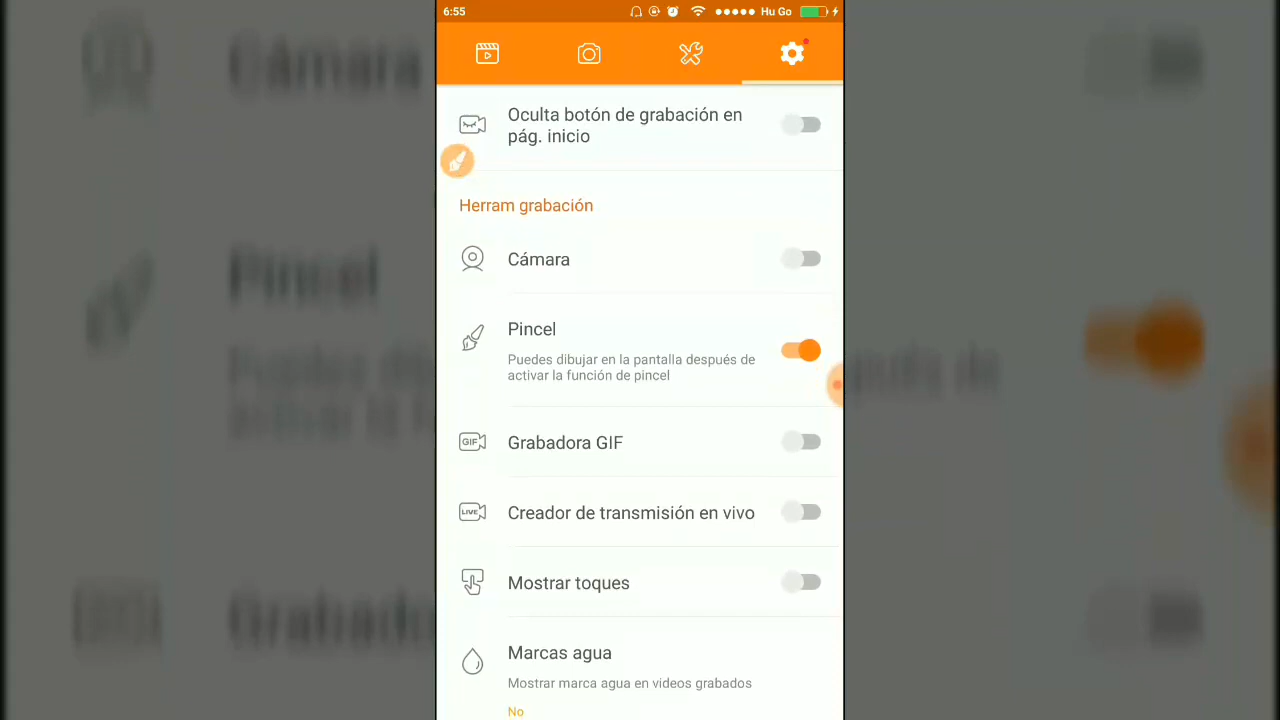 6:55
Hu Go
Oculta botón de grabación en
pág. inicio
Herram grabación
Cámara
Pincel
Puedes dibujar en la pantalla después de
activar la función de pincel
GIF
Grabadora GIF
LIVE
Creador de transmisión en vivo
Mostrar toques
Marcas agua
Mostrar marca agua en videos grabados
No